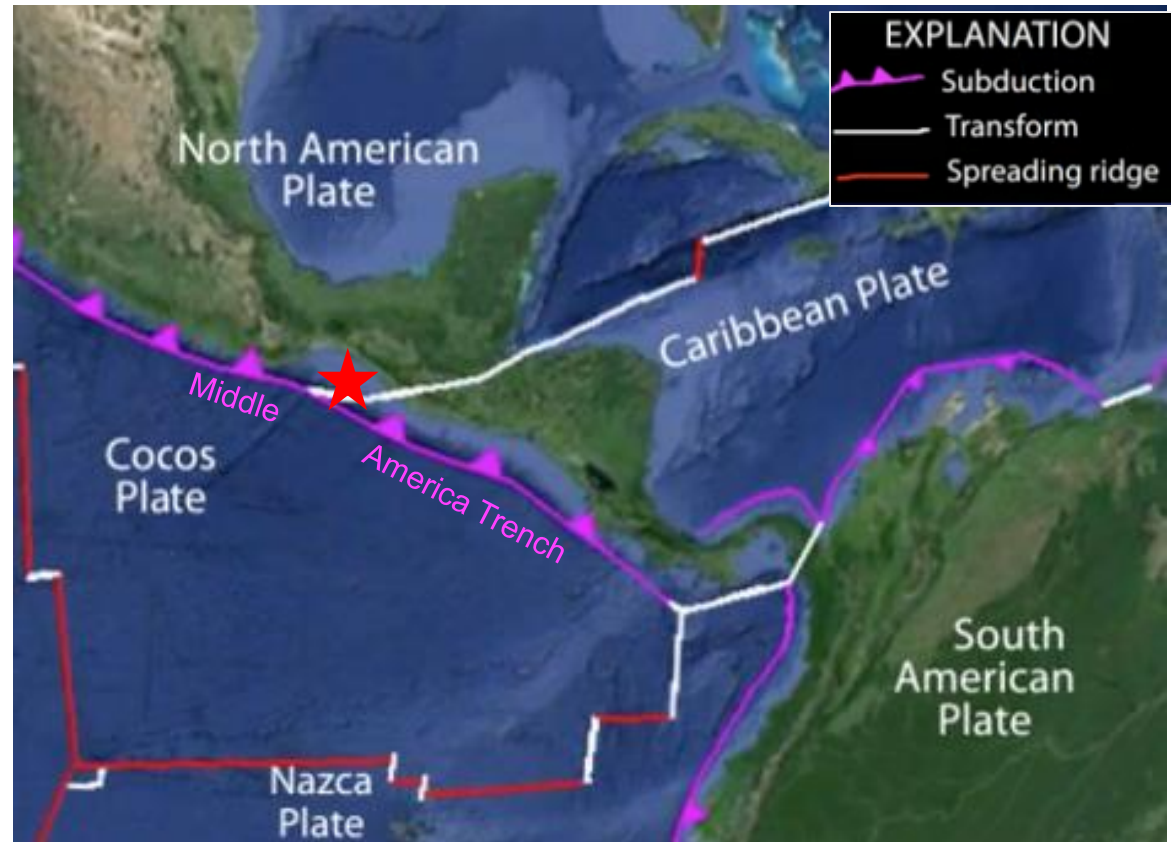 EXPLANATION
Subduction
Transform
Spreading ridge
North American
Plate
Caribbean Plate
Middle
America Trench
Cocos
Plate
South
American
Plate
Nazca
Plate